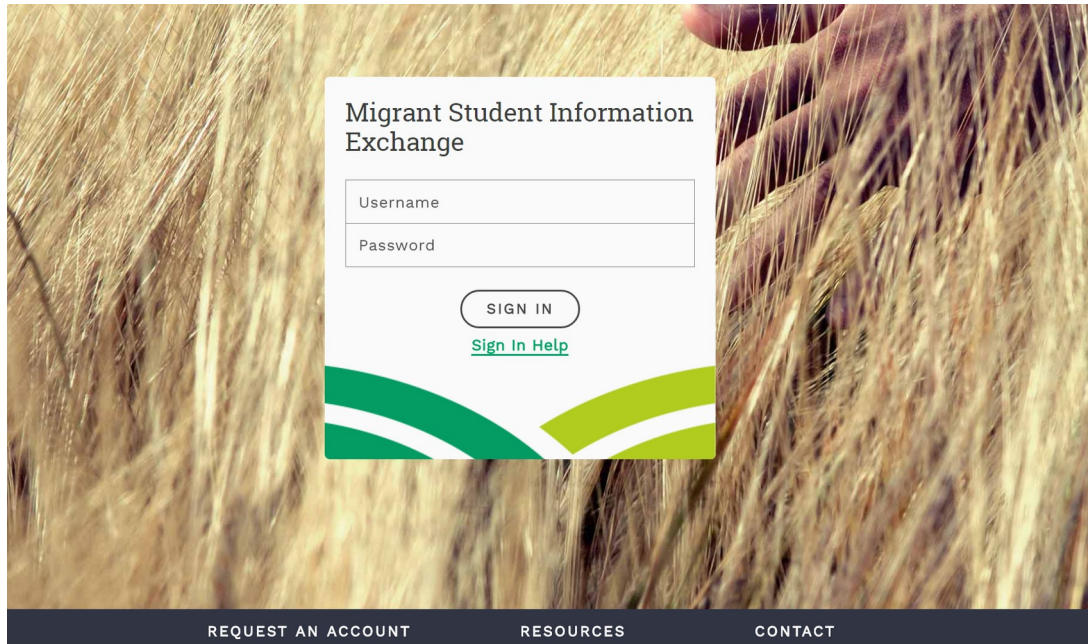 Migrant Student Information
Exchange
Username
Password
SIGN IN
Sign In Help
REQUEST AN ACCOUNT
RESOURCES
CONTACT